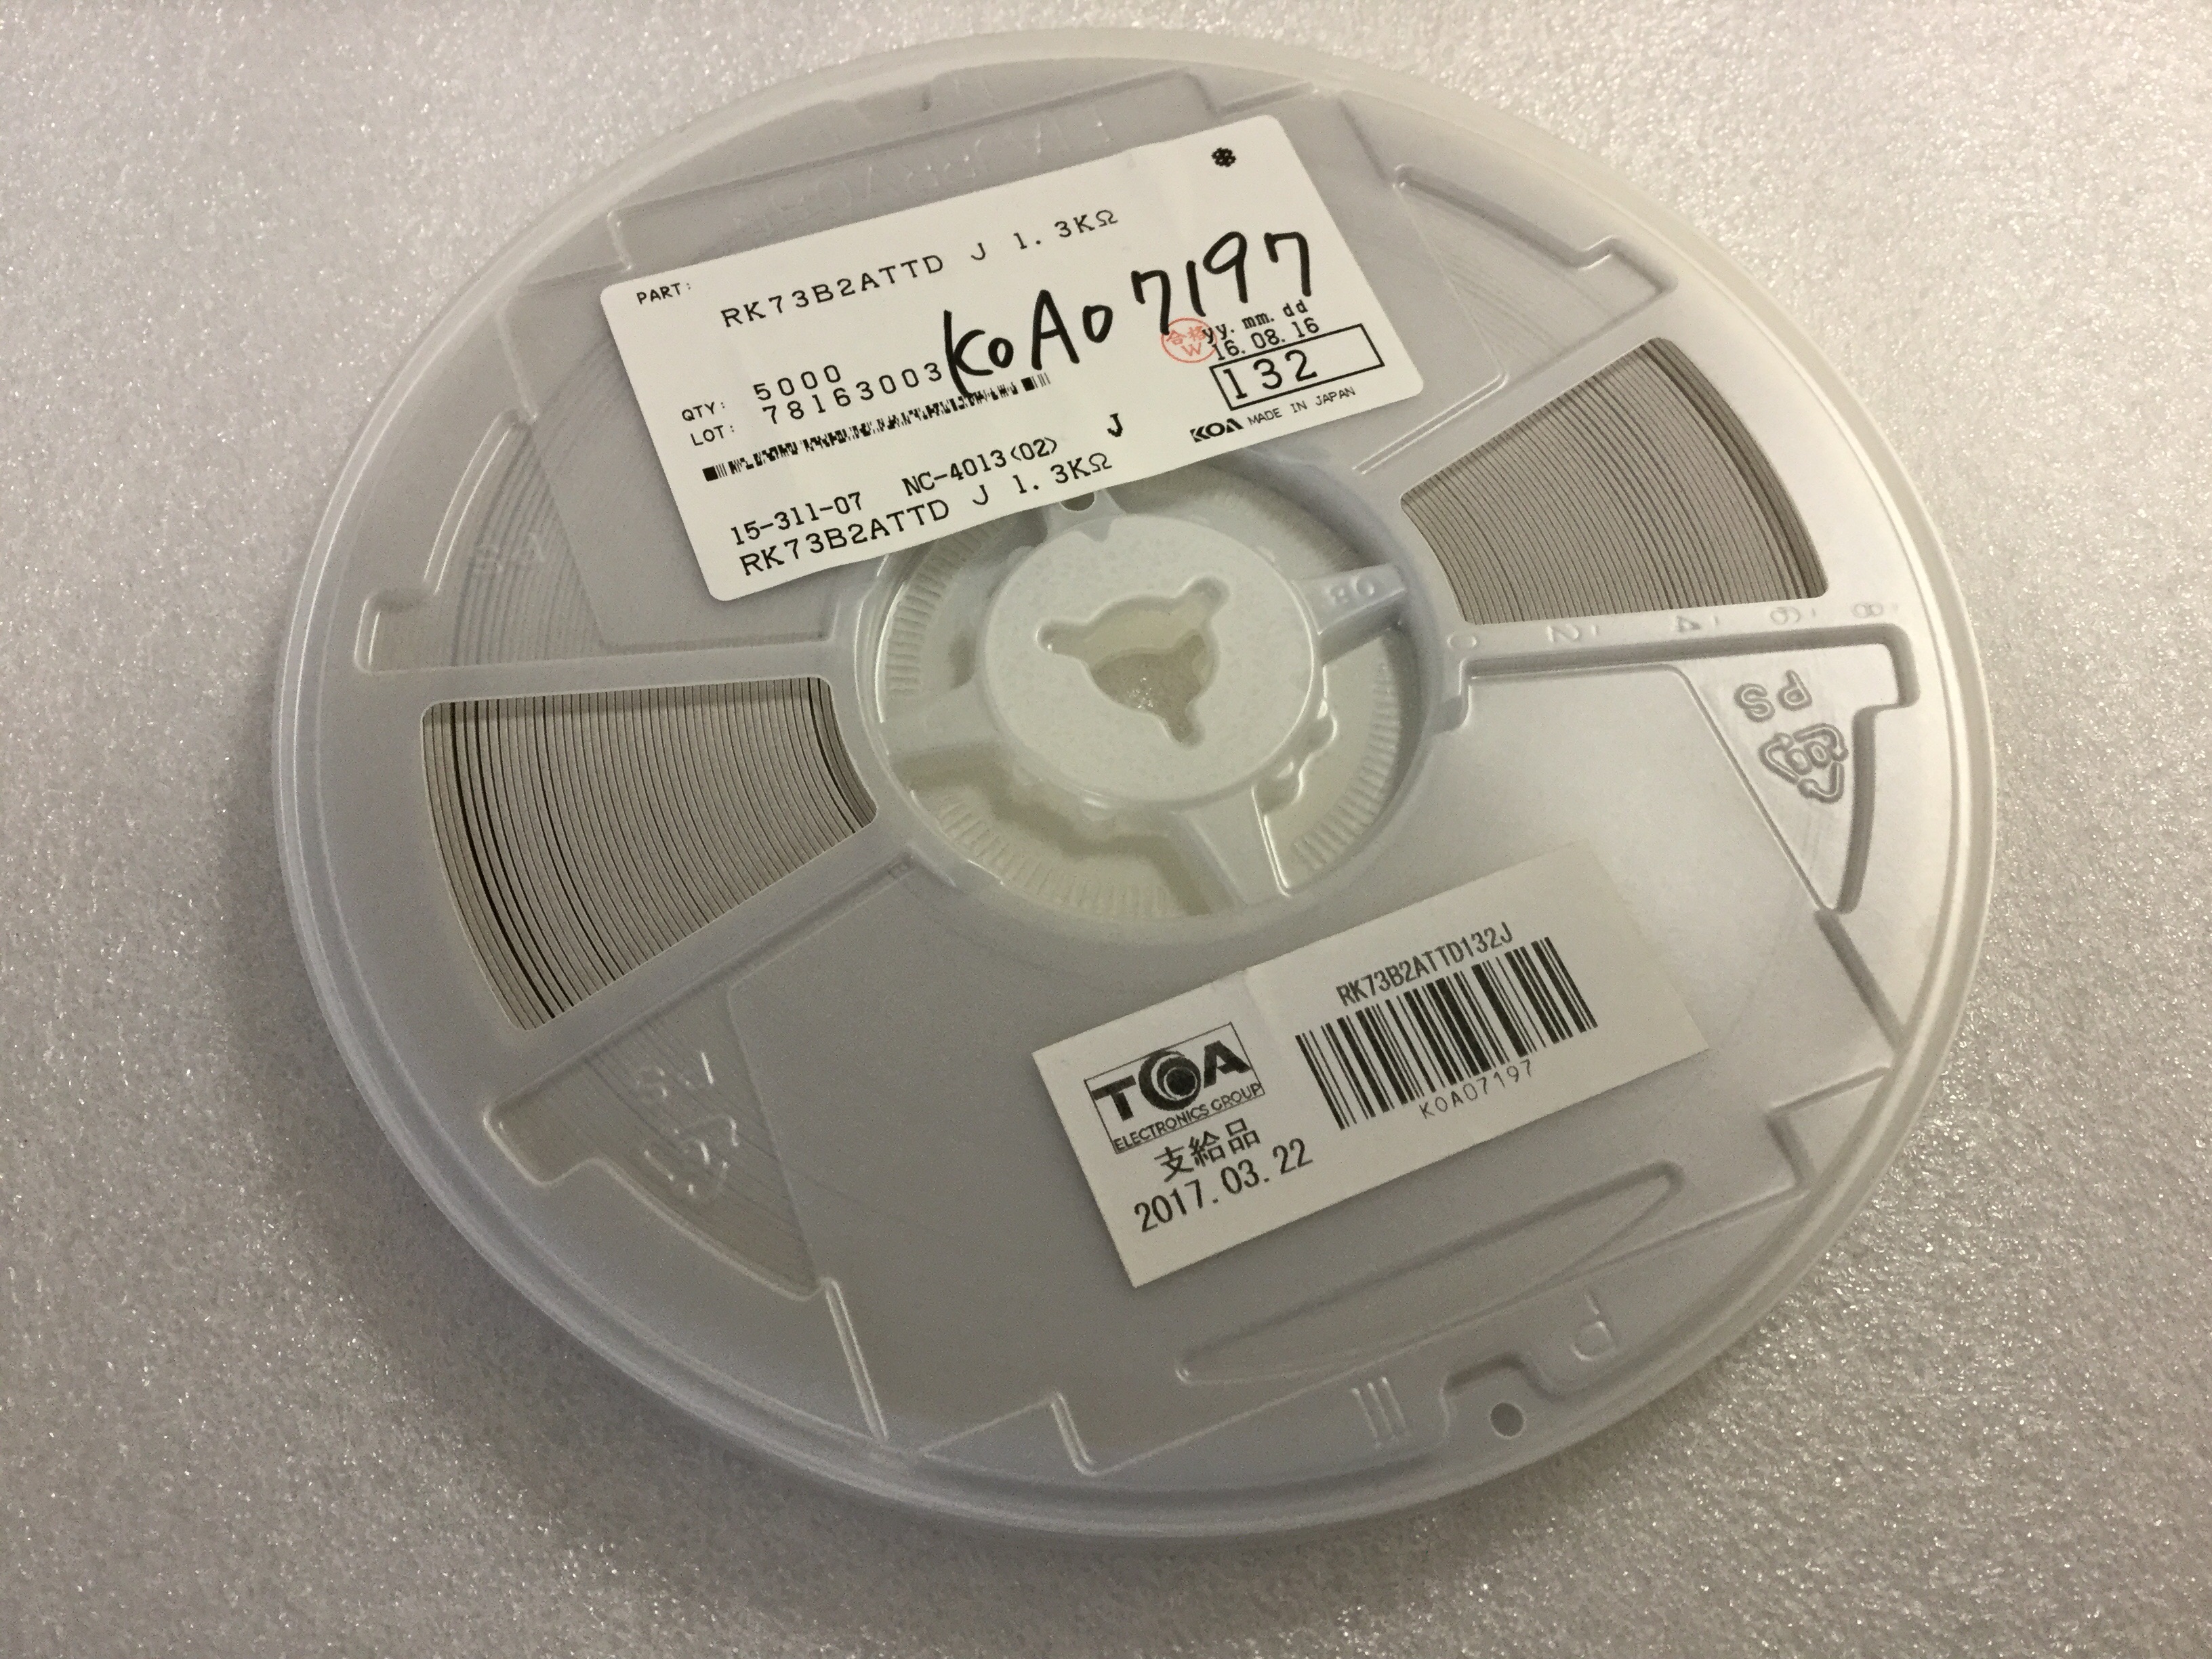 PART:
RK73B2ATTD J 1.3KΩ
KOA07197
QTY: 5000
LOT: 78163003
合格
W
yy. mm. dd
16. 08. 16
132
KOA MADE IN JAPAN
J
15-311-07 NC-4013(02)
RK73B2ATTD J 1.3KΩ
PS
RK73B2ATTD132J
KOA07197
TOA
ELECTRONICS GROUP
支給品
2017.03.22